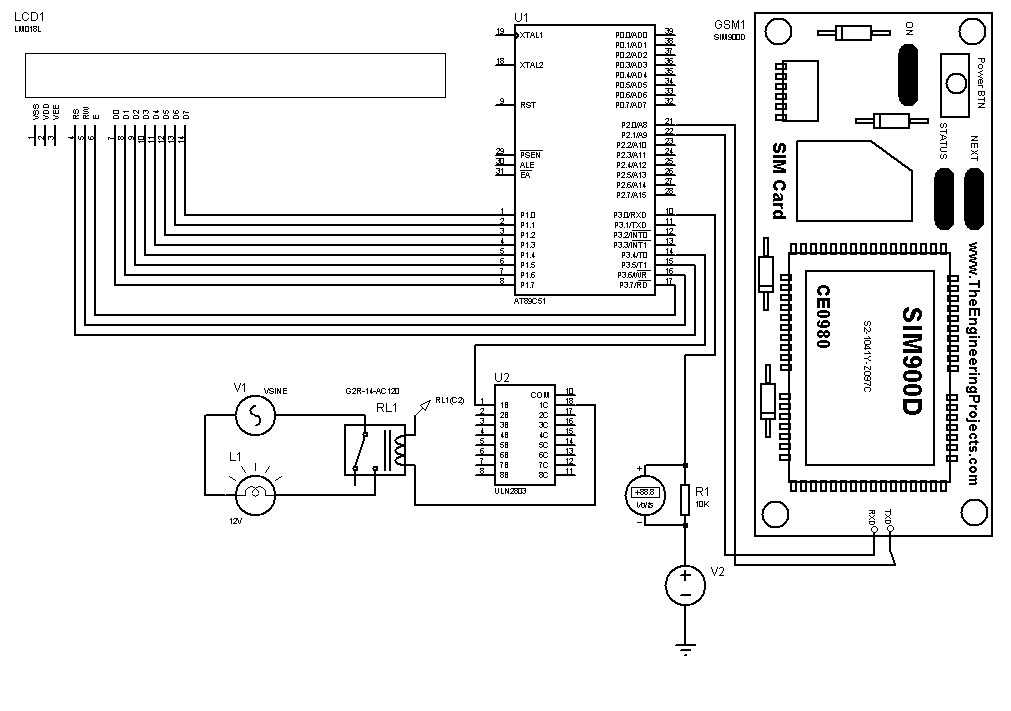 LCD1
LM018L
VSS
VDD
VEE
RS
RW
E
D0
D1
D2
D3
D4
D5
D6
D7
1
2
3
4
5
6
7
8
9
10
11
12
13
14
U1
19 XTAL1
18 XTAL2
9 RST
29 PSEN
30 ALE
31 EA
1 P1.0
2 P1.1
3 P1.2
4 P1.3
5 P1.4
6 P1.5
7 P1.6
8 P1.7
P0.0/AD0 39
P0.1/AD1 38
P0.2/AD2 37
P0.3/AD3 36
P0.4/AD4 35
P0.5/AD5 34
P0.6/AD6 33
P0.7/AD7 32
P2.0/A8 21
P2.1/A9 22
P2.2/A10 23
P2.3/A11 24
P2.4/A12 25
P2.5/A13 26
P2.6/A14 27
P2.7/A15 28
P3.0/RXD 10
P3.1/TXD 11
P3.2/INT0 12
P3.3/INT1 13
P3.4/T0 14
P3.5/T1 15
P3.6/WR 16
P3.7/RD 17
AT89C51
GSM1
SIM900D
ON
Power BTN
STATUS
NEXT
SIM Card
www.TheEngineeringProjects.com
CE0980
S2-1041Y-Z097C
SIM900D
RXD
TXD
V1
VSINE
L1
12V
G2R-14-AC120
RL1
RL1(C2)
U2
COM 10
1 1B 1C 18
2 2B 2C 17
3 3B 3C 16
4 4B 4C 15
5 5B 5C 14
6 6B 6C 13
7 7B 7C 12
8 8B 8C 11
ULN2803
+
+88.8
Volts
−
R1
10K
V2
+
−